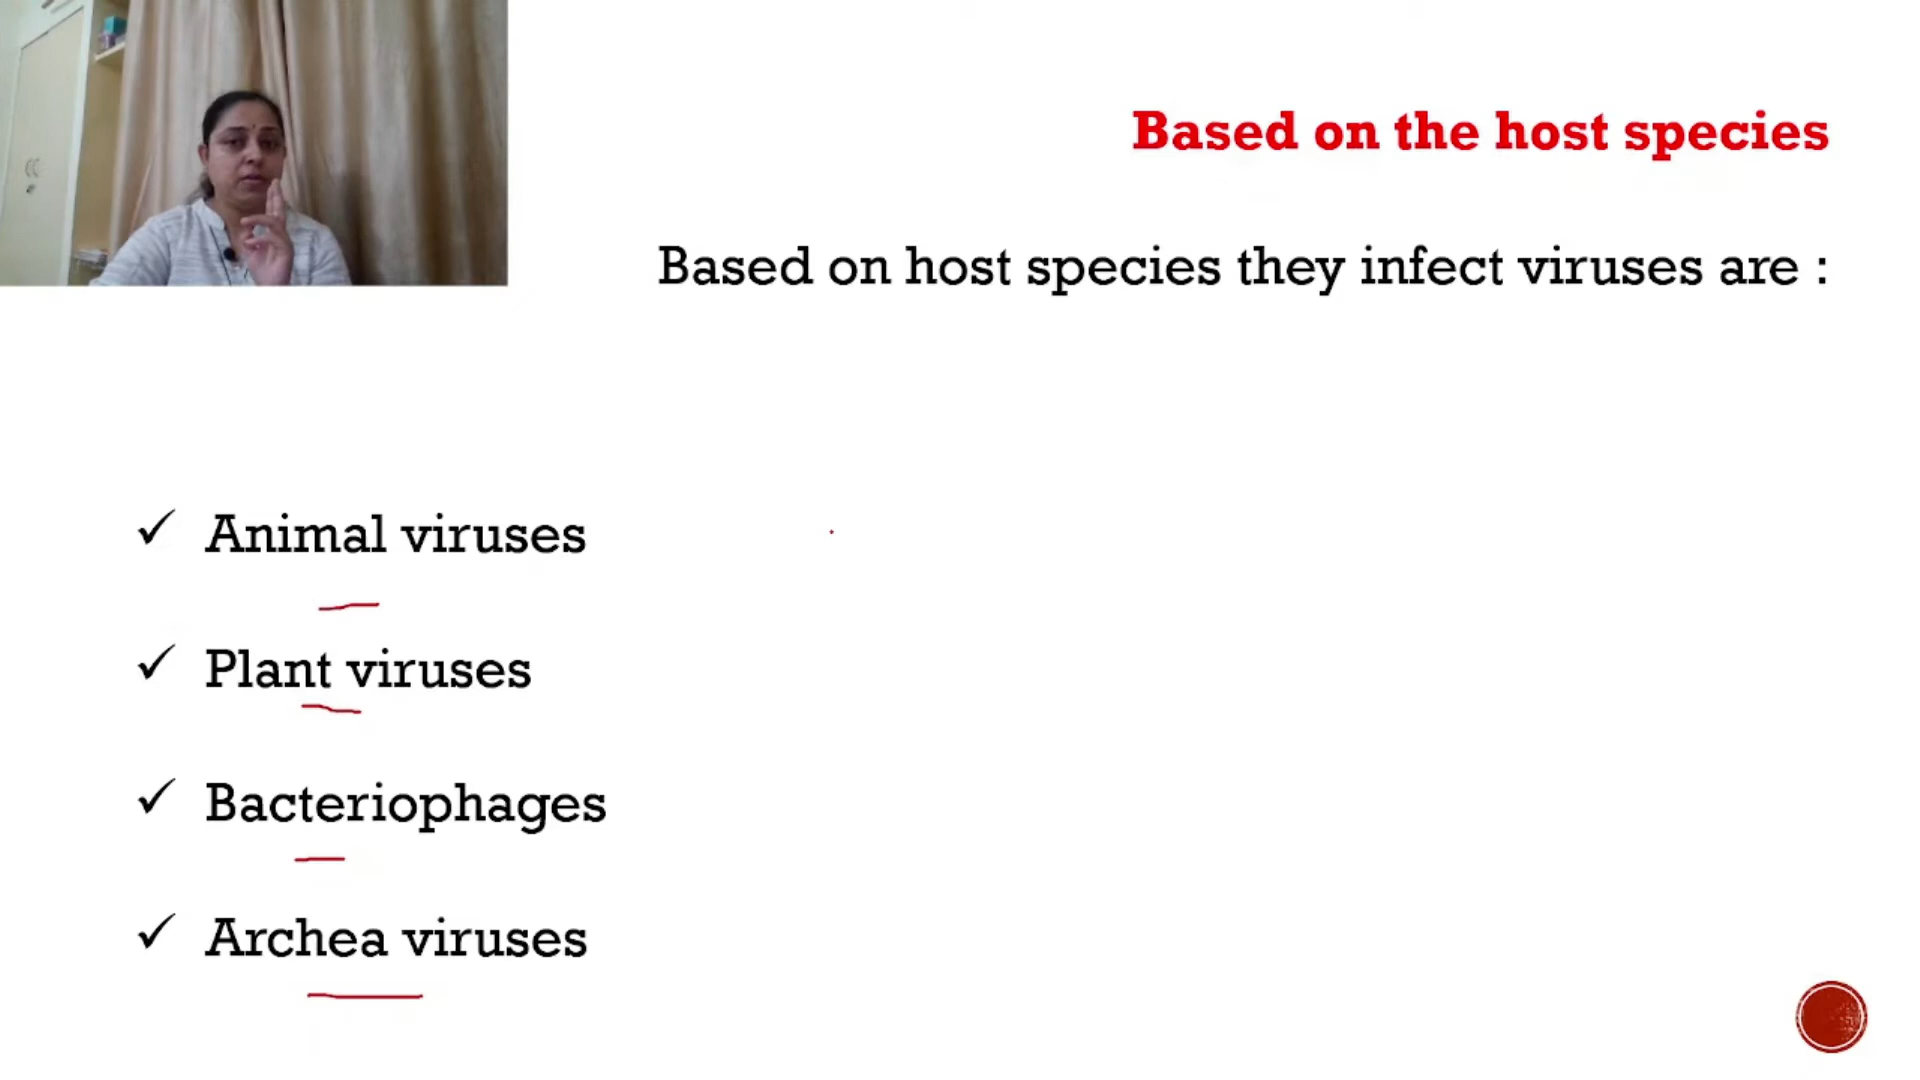 Based on the host species
Based on host species they infect viruses are :
✓ Animal viruses
✓ Plant viruses
✓ Bacteriophages
✓ Archea viruses